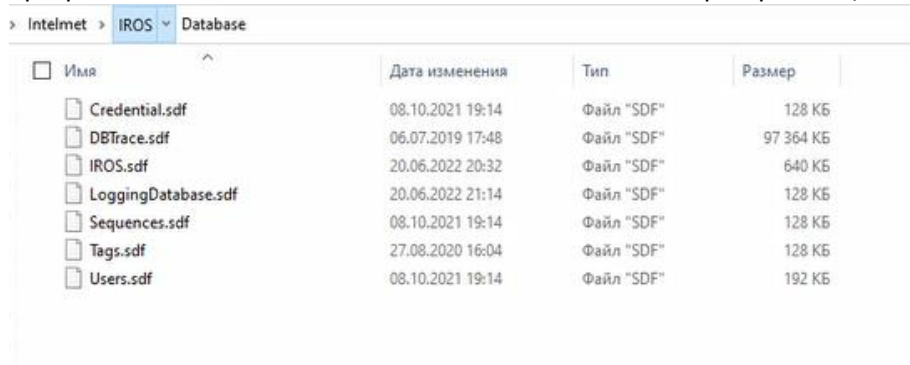 Intelmet › IROS Database
Имя Дата изменения Тип Размер
Credential.sdf 08.10.2021 19:14 Файл "SDF" 128 КБ
DBTrace.sdf 06.07.2019 17:48 Файл "SDF" 97 364 КБ
IROS.sdf 20.06.2022 20:32 Файл "SDF" 640 КБ
LoggingDatabase.sdf 20.06.2022 21:14 Файл "SDF" 128 КБ
Sequences.sdf 08.10.2021 19:14 Файл "SDF" 128 КБ
Tags.sdf 27.08.2020 16:04 Файл "SDF" 128 КБ
Users.sdf 08.10.2021 19:14 Файл "SDF" 192 КБ